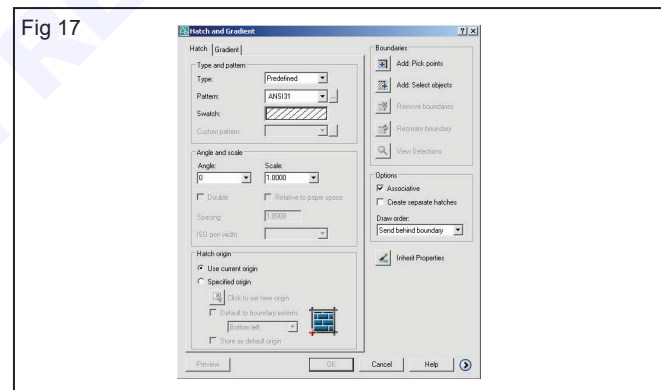 Fig 17
Hatch and Gradient
Hatch Gradient
Type and pattern
Type: Predefined
Pattern: ANSI31 ...
Swatch:
Custom pattern: ...
Angle and scale
Angle: Scale:
0 1.0000
Double Relative to paper space
Spacing: 1.0000
ISO pen width:
Hatch origin
Use current origin
Specified origin
Click to set new origin
Default to boundary extents
Bottom left
Store as default origin
Boundaries
Add: Pick points
Add: Select objects
Remove boundaries
Recreate boundary
View Selections
Options
Associative
Create separate hatches
Draw order:
Send behind boundary
Inherit Properties
Preview OK Cancel Help